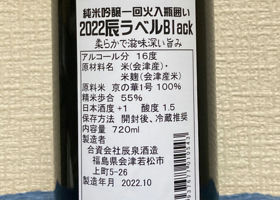 純米吟醸一回火入瓶囲い
2022辰ラベルBlack
柔らかで滋味深い旨み
アルコール分 16度
原材料名 米(会津産)・
米麹(会津産米)
原料米 京の華1号 100%
精米歩合 55%
日本酒度 +1 酸度 1.5
保存方法 開封後、冷蔵推奨
内容量 720ml
製造者
合資会社辰泉酒造
福島県会津若松市
上町5-26
製造年月 2022.10